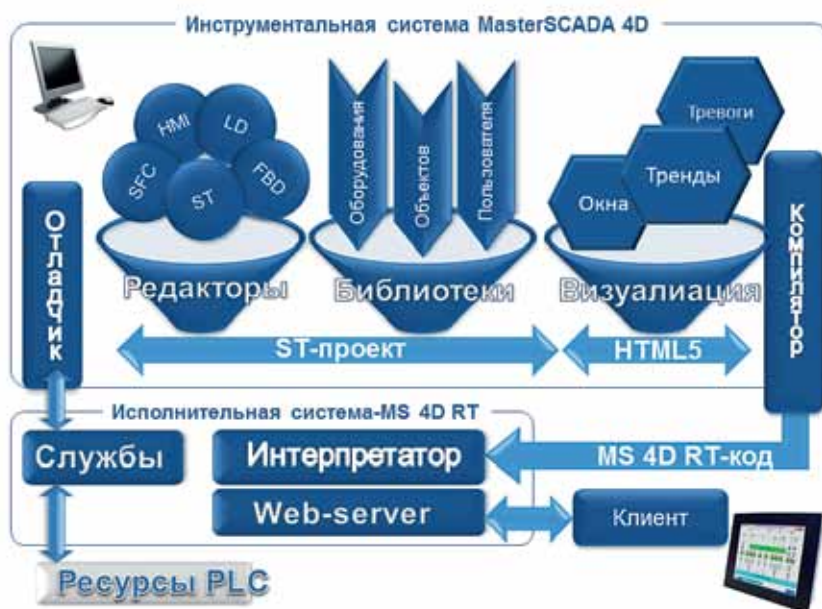 Инструментальная система MasterSCADA 4D
HMI
LD
SFC
ST
FBD
Оборудования
Объектов
Пользователя
Тревоги
Тренды
Окна
Отладчик
Редакторы
Библиотеки
Визуалиация
Компилятор
ST-проект
HTML5
Исполнительная система-MS 4D RT
Службы
Интерпретатор
MS 4D RT-код
Web-server
Клиент
Ресурсы PLC